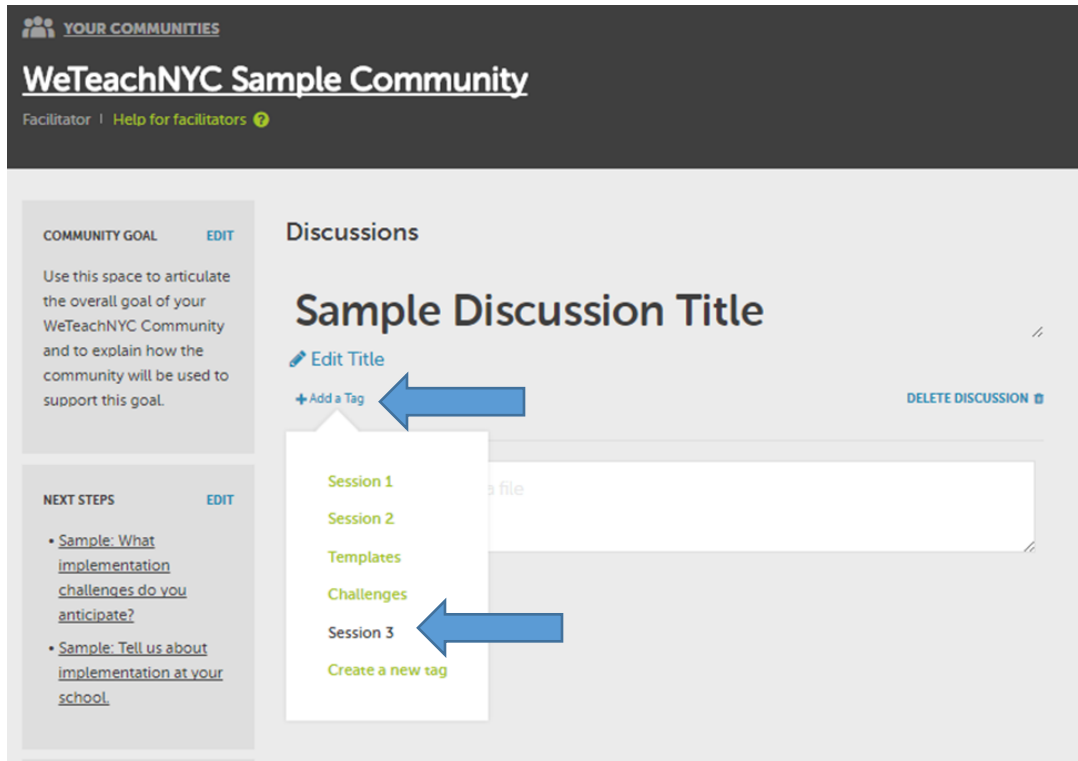 YOUR COMMUNITIES
WeTeachNYC Sample Community
Facilitator | Help for facilitators ?
COMMUNITY GOAL EDIT
Use this space to articulate
the overall goal of your
WeTeachNYC Community
and to explain how the
community will be used to
support this goal.
NEXT STEPS EDIT
• Sample: What
implementation
challenges do you
anticipate?
• Sample: Tell us about
implementation at your
school.
Discussions
Sample Discussion Title
Edit Title
+ Add a Tag
DELETE DISCUSSION
Session 1
Session 2
Templates
Challenges
Session 3
Create a new tag
a file